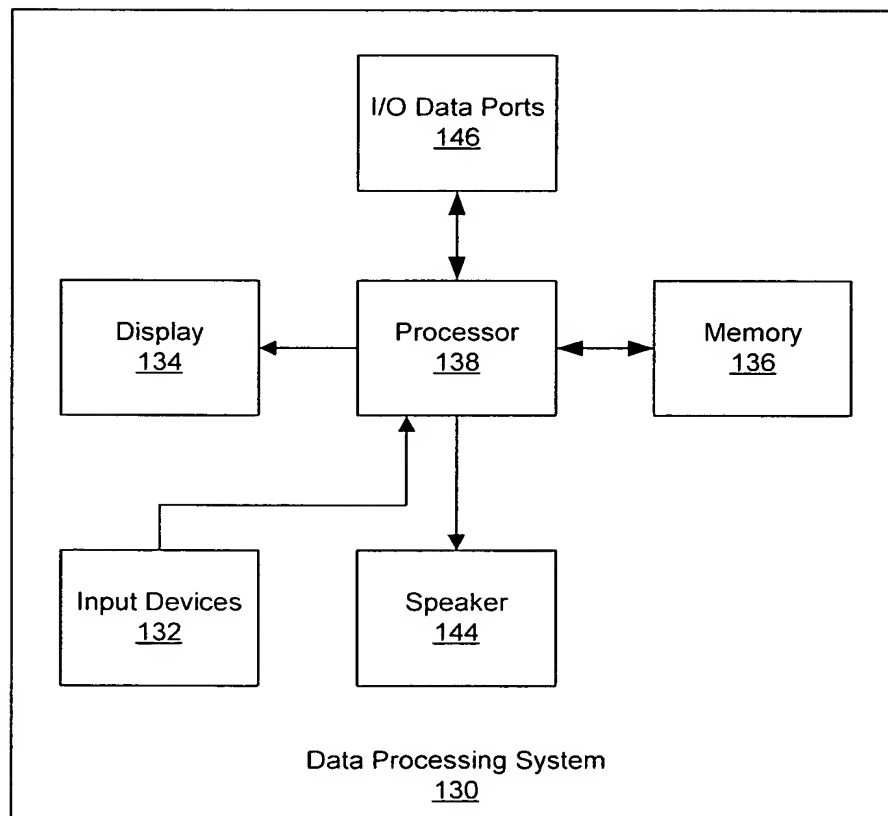 I/O Data Ports
146
Display
134
Processor
138
Memory
136
Input Devices
132
Speaker
144
Data Processing System
130